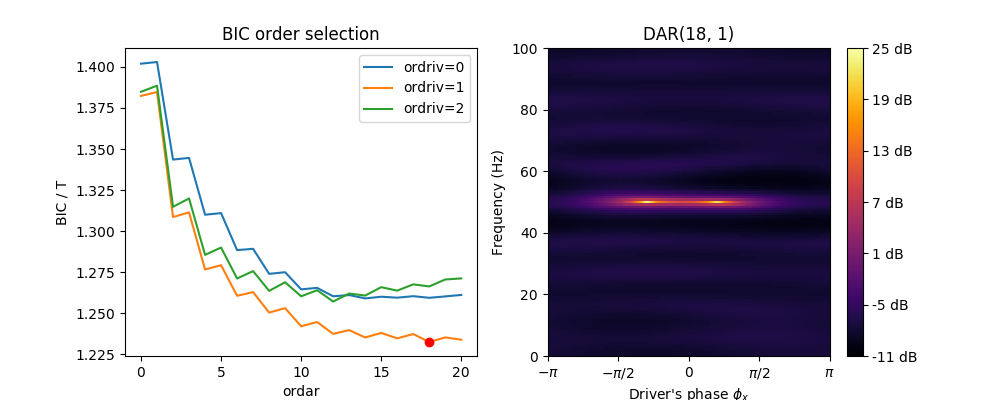 BIC order selection
BIC / T
1.400
1.375
1.350
1.325
1.300
1.275
1.250
1.225
0
5
10
15
20
ordar
ordriv=0
ordriv=1
ordriv=2
DAR(18, 1)
Frequency (Hz)
100
80
60
40
20
0
−π
−π/2
0
π/2
π
Driver's phase ϕx
25 dB
19 dB
13 dB
7 dB
1 dB
-5 dB
-11 dB